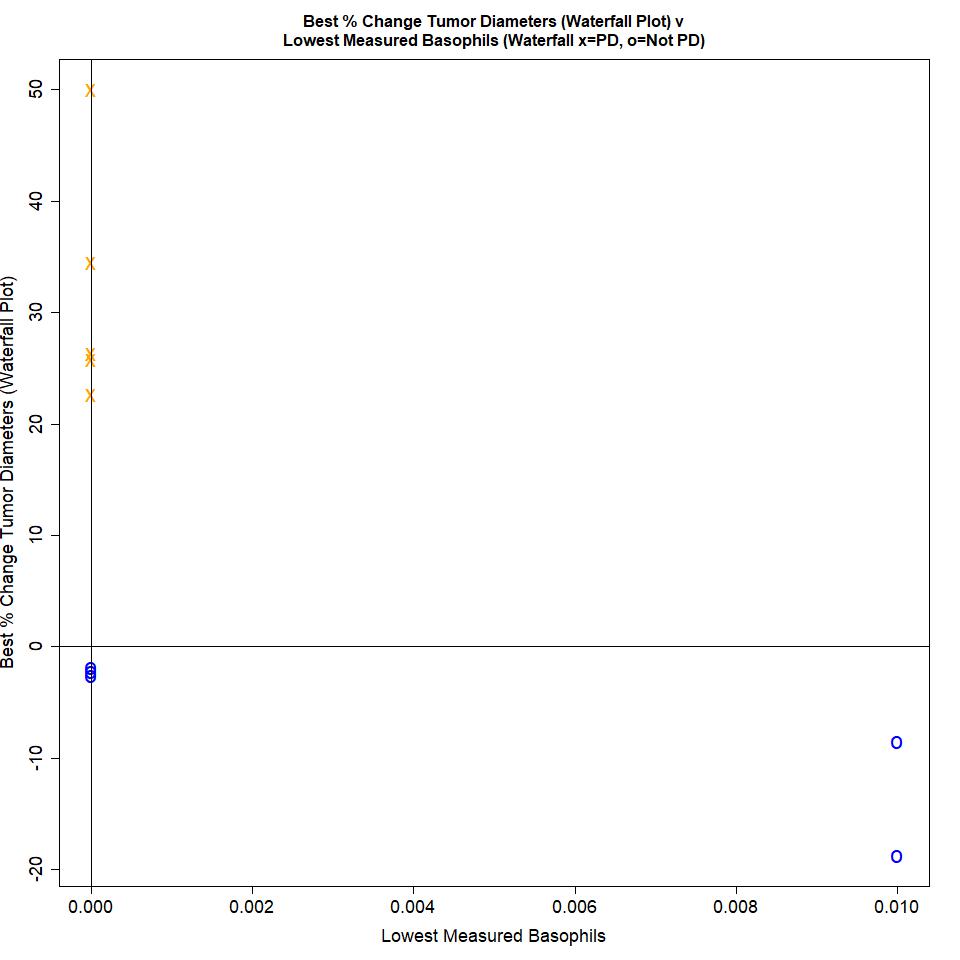 Best % Change Tumor Diameters (Waterfall Plot) v
Lowest Measured Basophils (Waterfall x=PD, o=Not PD)
Best % Change Tumor Diameters (Waterfall Plot)
50
40
30
20
10
0
-10
-20
0.000 0.002 0.004 0.006 0.008 0.010
Lowest Measured Basophils